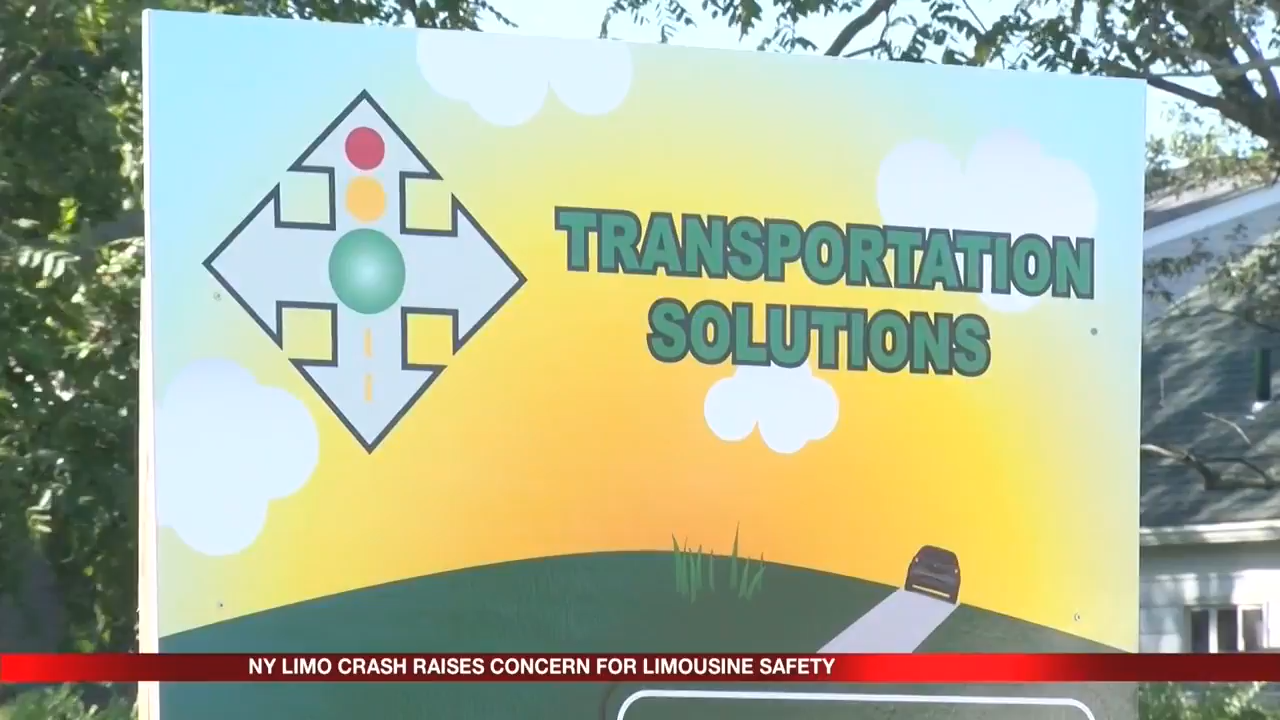 TRANSPORTATION
SOLUTIONS
NY LIMO CRASH RAISES CONCERN FOR LIMOUSINE SAFETY